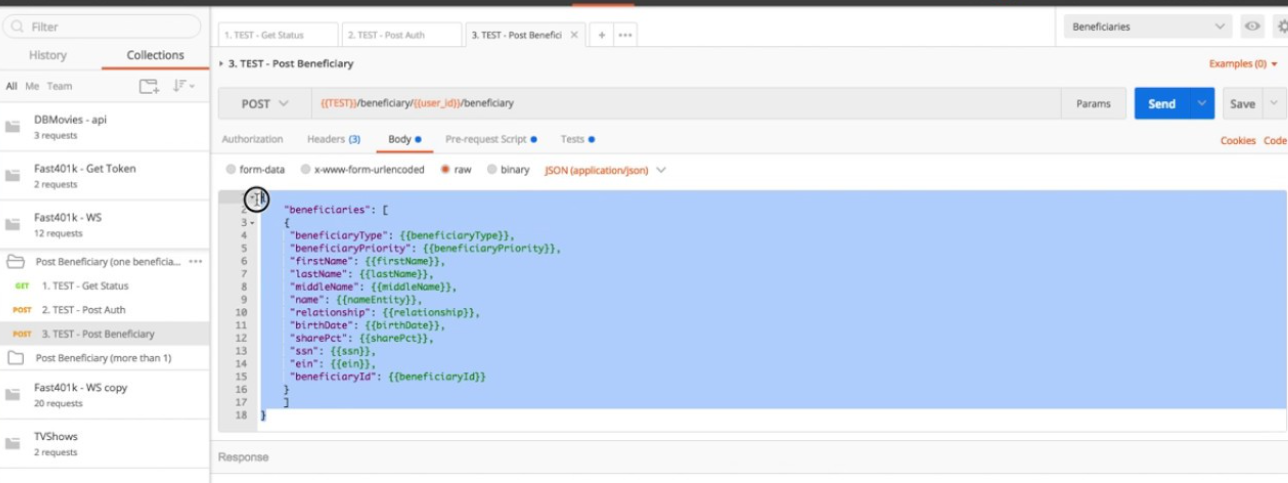 Filter
History Collections
All Me Team
DBMovies - api
3 requests
Fast401k - Get Token
2 requests
Fast401k - WS
12 requests
Post Beneficiary (one beneficia... •••
GET 1. TEST - Get Status
POST 2. TEST - Post Auth
POST 3. TEST - Post Beneficiary
Post Beneficiary (more than 1)
Fast401k - WS copy
20 requests
TVShows
2 requests
1. TEST - Get Status 2. TEST - Post Auth 3. TEST - Post Benefici × + •••
Beneficiaries
3. TEST - Post Beneficiary Examples (0)
POST {{TEST}}/beneficiary/{{user_id}}/beneficiary Params Send Save
Authorization Headers (3) Body Pre-request Script Tests Cookies Code
form-data x-www-form-urlencoded raw binary JSON (application/json)
2 "beneficiaries": [
3 {
4 "beneficiaryType": {{beneficiaryType}},
5 "beneficiaryPriority": {{beneficiaryPriority}},
6 "firstName": {{firstName}},
7 "lastName": {{lastName}},
8 "middleName": {{middleName}},
9 "name": {{nameEntity}},
10 "relationship": {{relationship}},
11 "birthDate": {{birthDate}},
12 "sharePct": {{sharePct}},
13 "ssn": {{ssn}},
14 "ein": {{ein}},
15 "beneficiaryId": {{beneficiaryId}}
16 }
17 ]
18 }
Response